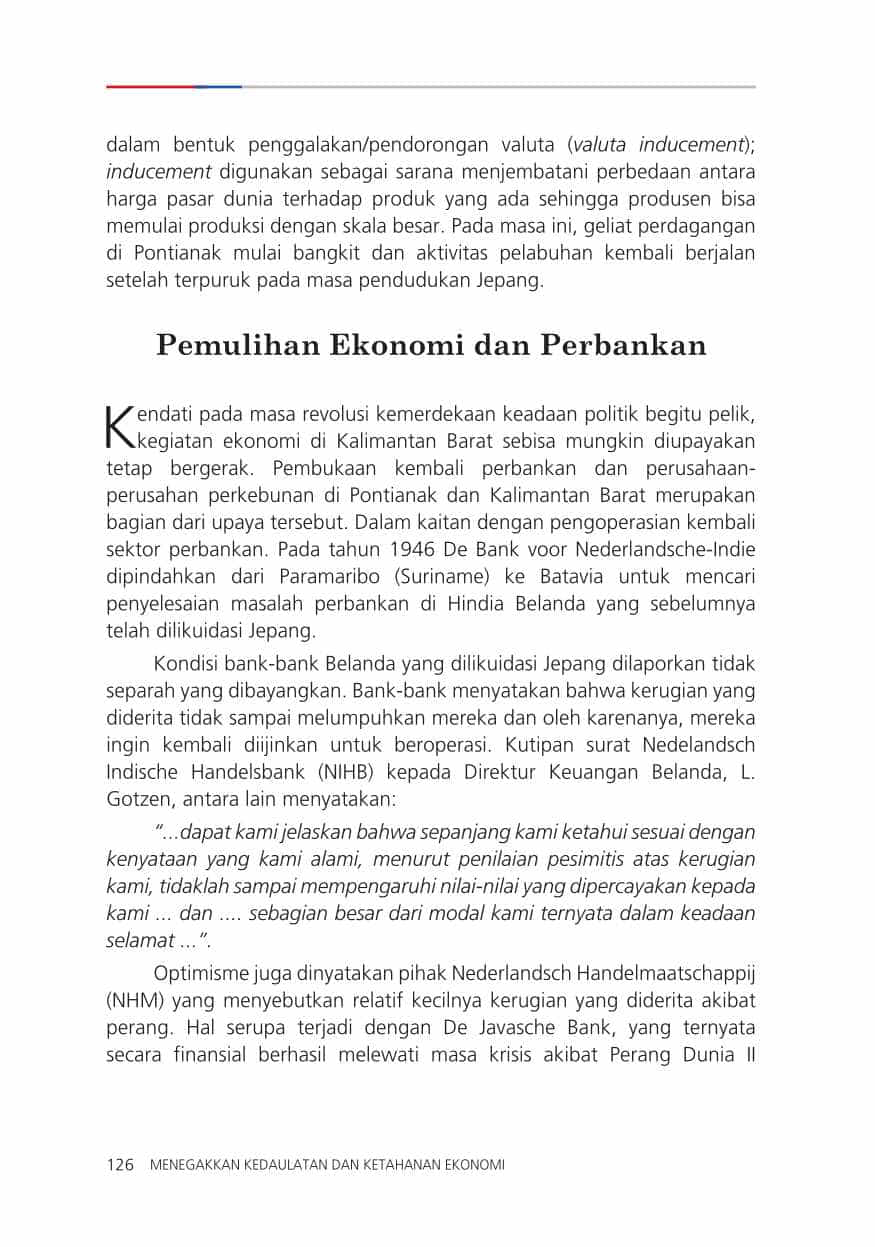 dalam bentuk penggalakan/pendorongan valuta (valuta inducement);
inducement digunakan sebagai sarana menjembatani perbedaan antara
harga pasar dunia terhadap produk yang ada sehingga produsen bisa
memulai produksi dengan skala besar. Pada masa ini, geliat perdagangan
di Pontianak mulai bangkit dan aktivitas pelabuhan kembali berjalan
setelah terpuruk pada masa pendudukan Jepang.
Pemulihan Ekonomi dan Perbankan
Kendati pada masa revolusi kemerdekaan keadaan politik begitu pelik,
kegiatan ekonomi di Kalimantan Barat sebisa mungkin diupayakan
tetap bergerak. Pembukaan kembali perbankan dan perusahaan-
perusahan perkebunan di Pontianak dan Kalimantan Barat merupakan
bagian dari upaya tersebut. Dalam kaitan dengan pengoperasian kembali
sektor perbankan. Pada tahun 1946 De Bank voor Nederlandsche-Indie
dipindahkan dari Paramaribo (Suriname) ke Batavia untuk mencari
penyelesaian masalah perbankan di Hindia Belanda yang sebelumnya
telah dilikuidasi Jepang.
Kondisi bank-bank Belanda yang dilikuidasi Jepang dilaporkan tidak
separah yang dibayangkan. Bank-bank menyatakan bahwa kerugian yang
diderita tidak sampai melumpuhkan mereka dan oleh karenanya, mereka
ingin kembali diijinkan untuk beroperasi. Kutipan surat Nedelandsch
Indische Handelsbank (NIHB) kepada Direktur Keuangan Belanda, L.
Gotzen, antara lain menyatakan:
“...dapat kami jelaskan bahwa sepanjang kami ketahui sesuai dengan
kenyataan yang kami alami, menurut penilaian pesimitis atas kerugian
kami, tidaklah sampai mempengaruhi nilai-nilai yang dipercayakan kepada
kami ... dan .... sebagian besar dari modal kami ternyata dalam keadaan
selamat ...”.
Optimisme juga dinyatakan pihak Nederlandsch Handelmaatschappij
(NHM) yang menyebutkan relatif kecilnya kerugian yang diderita akibat
perang. Hal serupa terjadi dengan De Javasche Bank, yang ternyata
secara finansial berhasil melewati masa krisis akibat Perang Dunia II
126 MENEGAKKAN KEDAULATAN DAN KETAHANAN EKONOMI